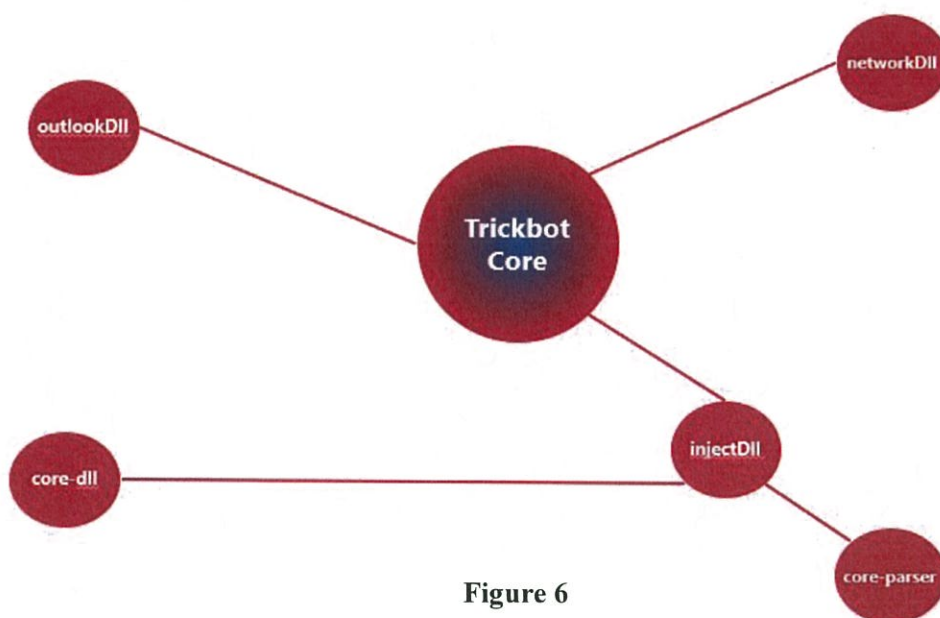 networkDll
outlookDll
Trickbot
Core
injectDll
core-dll
core-parser
Figure 6